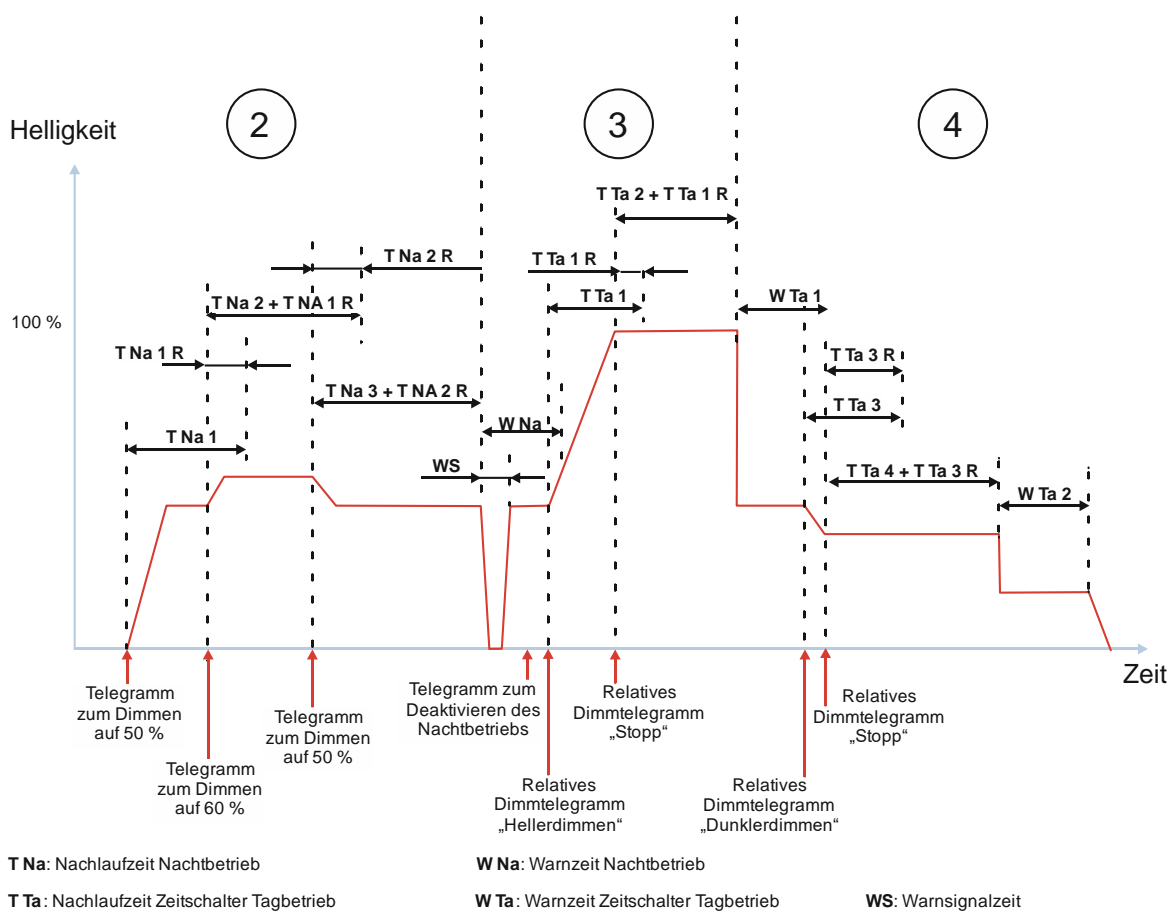 2
3
4
Helligkeit
T Ta 2 + T Ta 1 R
T Na 2 R
T Ta 1 R
T Na 2 + T NA 1 R
T Ta 1
W Ta 1
100 %
T Na 1 R
T Ta 3 R
T Na 3 + T NA 2 R
T Ta 3
W Na
T Na 1
WS
T Ta 4 + T Ta 3 R
W Ta 2
Zeit
Telegramm
zum Dimmen
auf 50 %
Telegramm
zum Dimmen
auf 60 %
Telegramm
zum Dimmen
auf 50 %
Telegramm zum
Deaktivieren des
Nachtbetriebs
Relatives
Dimmtelegramm
„Hellerdimmen“
Relatives
Dimmtelegramm
„Stopp“
Relatives
Dimmtelegramm
„Dunklerdimmen“
Relatives
Dimmtelegramm
„Stopp“
T Na: Nachlaufzeit Nachtbetrieb
W Na: Warnzeit Nachtbetrieb
T Ta: Nachlaufzeit Zeitschalter Tagbetrieb
W Ta: Warnzeit Zeitschalter Tagbetrieb
WS: Warnsignalzeit